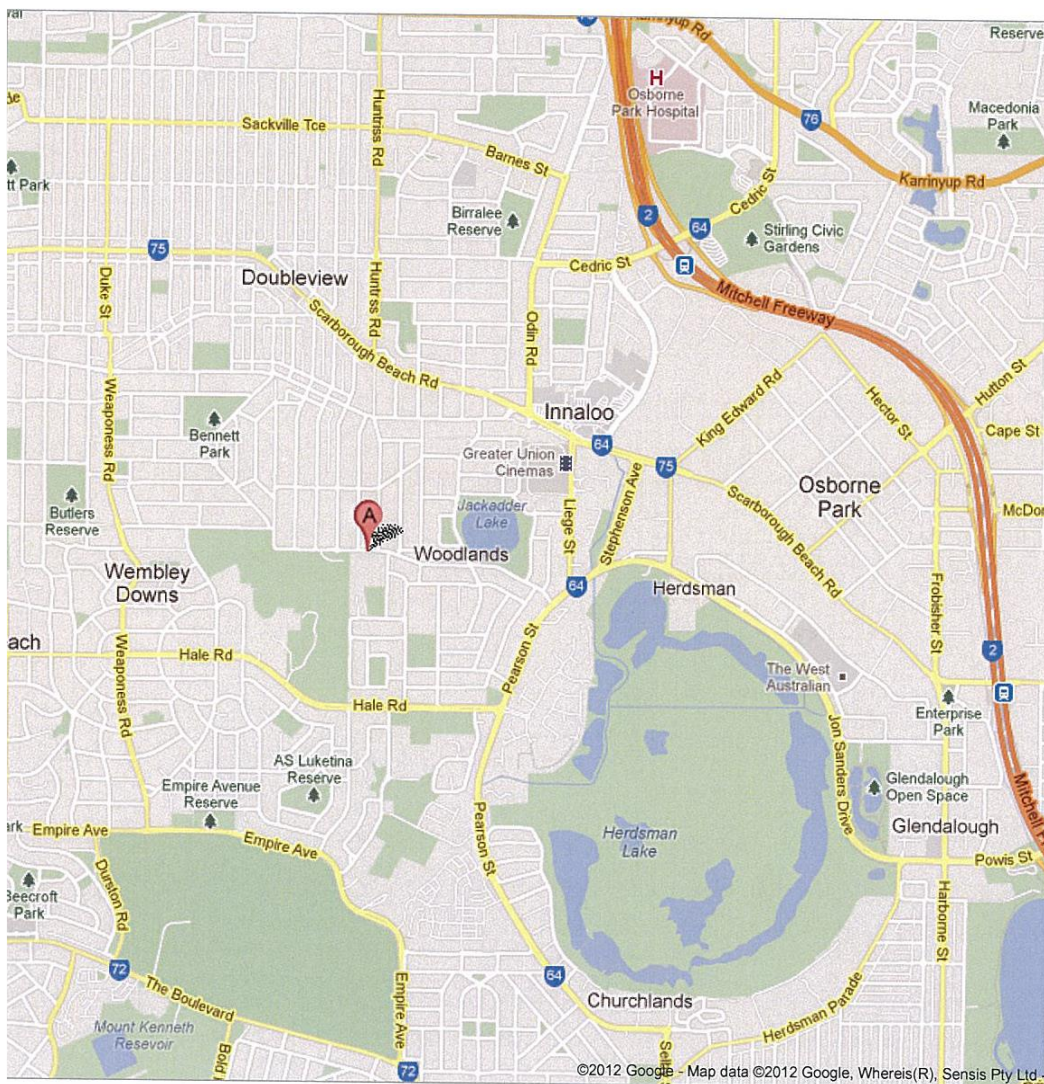 Karrinyup Rd
Reserve
H
Osborne
Park Hospital
76
Macedonia
Park
Huntriss Rd
Sackville Tce
Barnes St
tt Park
Karrinyup Rd
Cedric St
Birralee
Reserve
2
64
Stirling Civic
Gardens
75
Cedric St
Doubleview
Huntriss Rd
Duke St
Mitchell Freeway
Scarborough Beach Rd
Odin Rd
Hutton St
King Edward Rd
Hector St
Weaponess Rd
Innaloo
Cape St
Bennett
Park
64
Greater Union
Cinemas
75
Osborne
Park
Butlers
Reserve
A
Jackadder
Lake
Liege St
Stephenson Ave
Scarborough Beach Rd
McDon
Woodlands
Wembley
Downs
64
Herdsman
Frobisher St
ach
Hale Rd
Weaponess Rd
Pearson St
2
The West
Australian
Hale Rd
Enterprise
Park
Jon Sanders Drive
AS Luketina
Reserve
Empire Avenue
Reserve
Glendalough
Open Space
Mitchell F
ark
Empire Ave
Empire Ave
Pearson St
Herdsman
Lake
Glendalough
Powis St
Beecroft
Park
Durston Rd
Harborne St
72
64
The Boulevard
Empire Ave
Churchlands
Herdsman Parade
Mount Kenneth
Resevoir
Bold
Selb
72
©2012 Google - Map data ©2012 Google, Whereis(R), Sensis Pty Ltd -